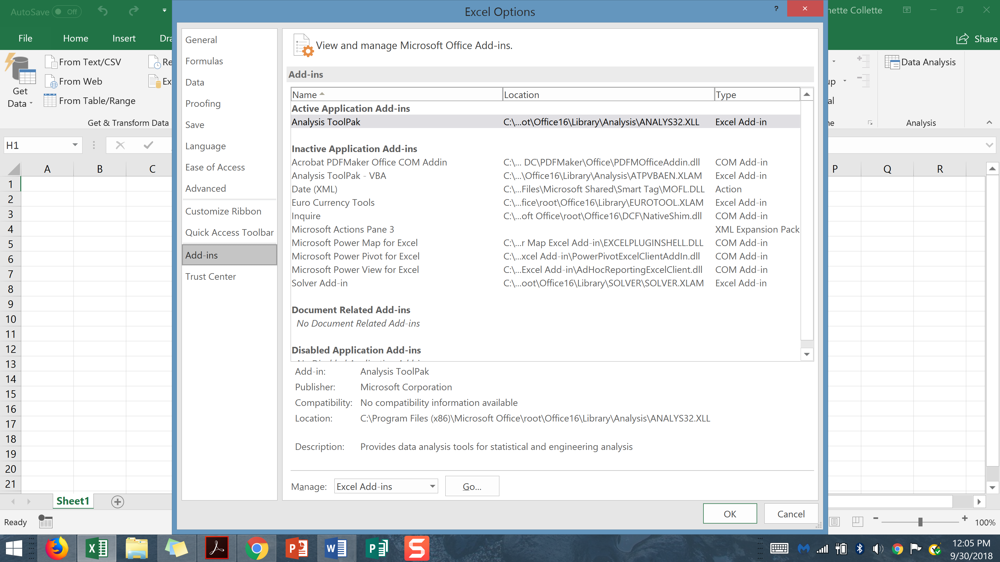 AutoSave Off
Excel Options
?
nette Collette
File Home Insert
Share
From Text/CSV
From Web
From Table/Range
Get
Data
Get & Transform Data
Data Analysis
Analysis
H1
A B C
P Q R
1
2
3
4
5
6
7
8
9
10
11
12
13
14
15
16
17
18
19
20
21
General
Formulas
Data
Proofing
Save
Language
Ease of Access
Advanced
Customize Ribbon
Quick Access Toolbar
Add-ins
Trust Center
View and manage Microsoft Office Add-ins.
Add-ins
Name Location Type
Active Application Add-ins
Analysis ToolPak C:\...ot\Office16\Library\Analysis\ANALYS32.XLL Excel Add-in
Inactive Application Add-ins
Acrobat PDFMaker Office COM Addin C:\... DC\PDFMaker\Office\PDFMOfficeAddin.dll COM Add-in
Analysis ToolPak - VBA C:\...\Office16\Library\Analysis\ATPVBAEN.XLAM Excel Add-in
Date (XML) C:\...Files\Microsoft Shared\Smart Tag\MOFL.DLL Action
Euro Currency Tools C:\...fice\root\Office16\Library\EUROTOOL.XLAM Excel Add-in
Inquire C:\...oft Office\root\Office16\DCF\NativeShim.dll COM Add-in
Microsoft Actions Pane 3 XML Expansion Pack
Microsoft Power Map for Excel C:\...r Map Excel Add-in\EXCELPLUGINSHELL.DLL COM Add-in
Microsoft Power Pivot for Excel C:\...xcel Add-in\PowerPivotExcelClientAddIn.dll COM Add-in
Microsoft Power View for Excel C:\...Excel Add-in\AdHocReportingExcelClient.dll COM Add-in
Solver Add-in C:\...oot\Office16\Library\SOLVER\SOLVER.XLAM Excel Add-in
Document Related Add-ins
No Document Related Add-ins
Disabled Application Add-ins
Add-in: Analysis ToolPak
Publisher: Microsoft Corporation
Compatibility: No compatibility information available
Location: C:\Program Files (x86)\Microsoft Office\root\Office16\Library\Analysis\ANALYS32.XLL
Description: Provides data analysis tools for statistical and engineering analysis
Manage: Excel Add-ins Go...
OK Cancel
Sheet1
Ready
100%
12:05 PM
9/30/2018